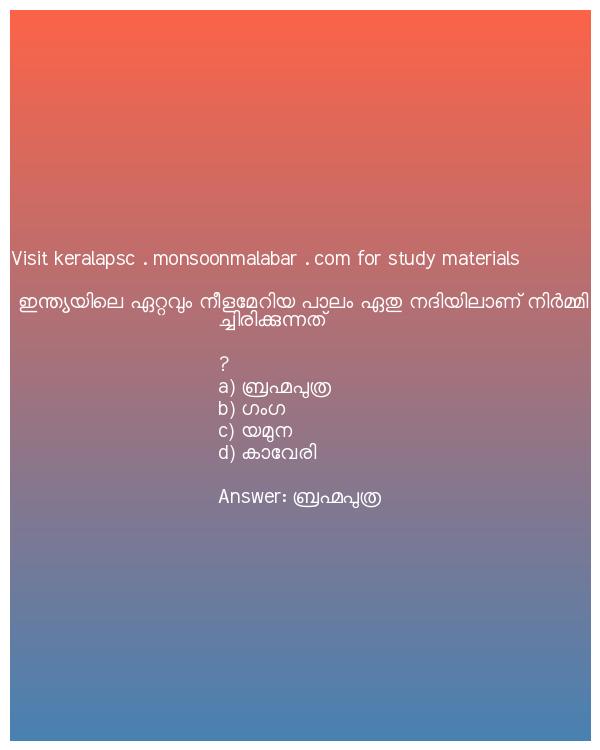 Visit keralapsc . monsoonmalabar . com for study materials
ഇന്ത്യയിലെ ഏറ്റവും നീളമേറിയ പാലം ഏതു നദിയിലാണ് നിർമ്മി
ച്ചിരിക്കുന്നത്
?
a) ബ്രഹ്മപുത്ര
b) ഗംഗ
c) യമുന
d) കാവേരി
Answer: ബ്രഹ്മപുത്ര